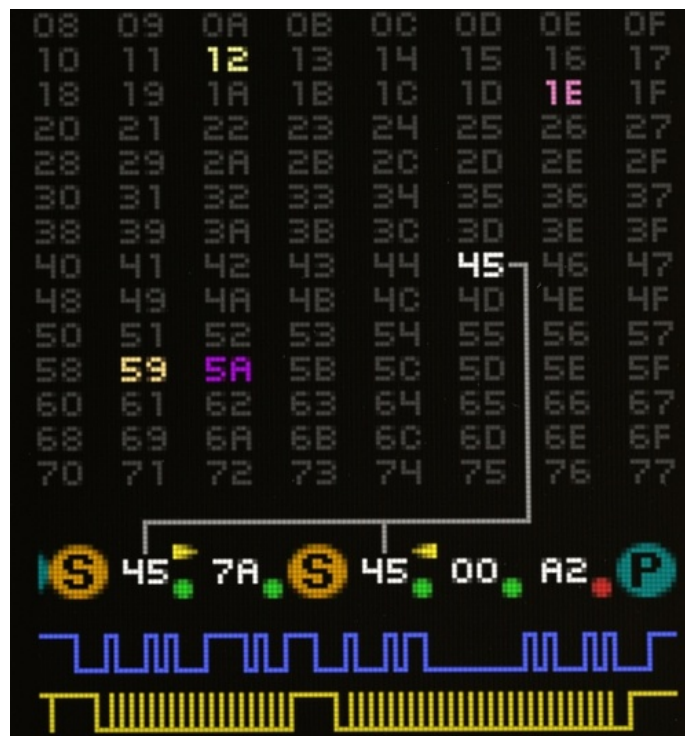 08 09 0A 0B 0C 0D 0E 0F
10 11 12 13 14 15 16 17
18 19 1A 1B 1C 1D 1E 1F
20 21 22 23 24 25 26 27
28 29 2A 2B 2C 2D 2E 2F
30 31 32 33 34 35 36 37
38 39 3A 3B 3C 3D 3E 3F
40 41 42 43 44 45 46 47
48 49 4A 4B 4C 4D 4E 4F
50 51 52 53 54 55 56 57
58 59 5A 5B 5C 5D 5E 5F
60 61 62 63 64 65 66 67
68 69 6A 6B 6C 6D 6E 6F
70 71 72 73 74 75 76 77
S 45 7A S 45 00 A2 P